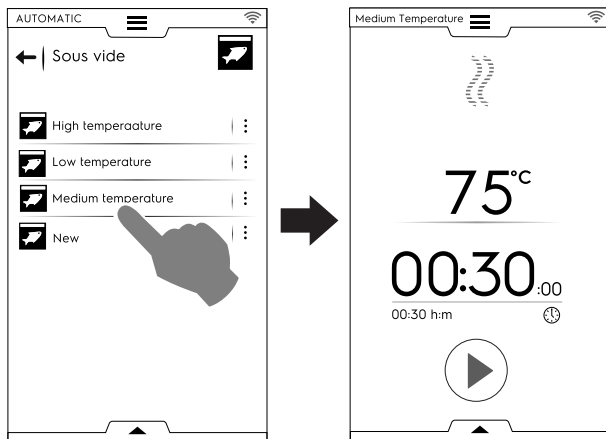 AUTOMATIC
Sous vide
High temperaature
Low temperature
Medium temperature
New
Medium Temperature
75°C
00:30:00
00:30 h:m